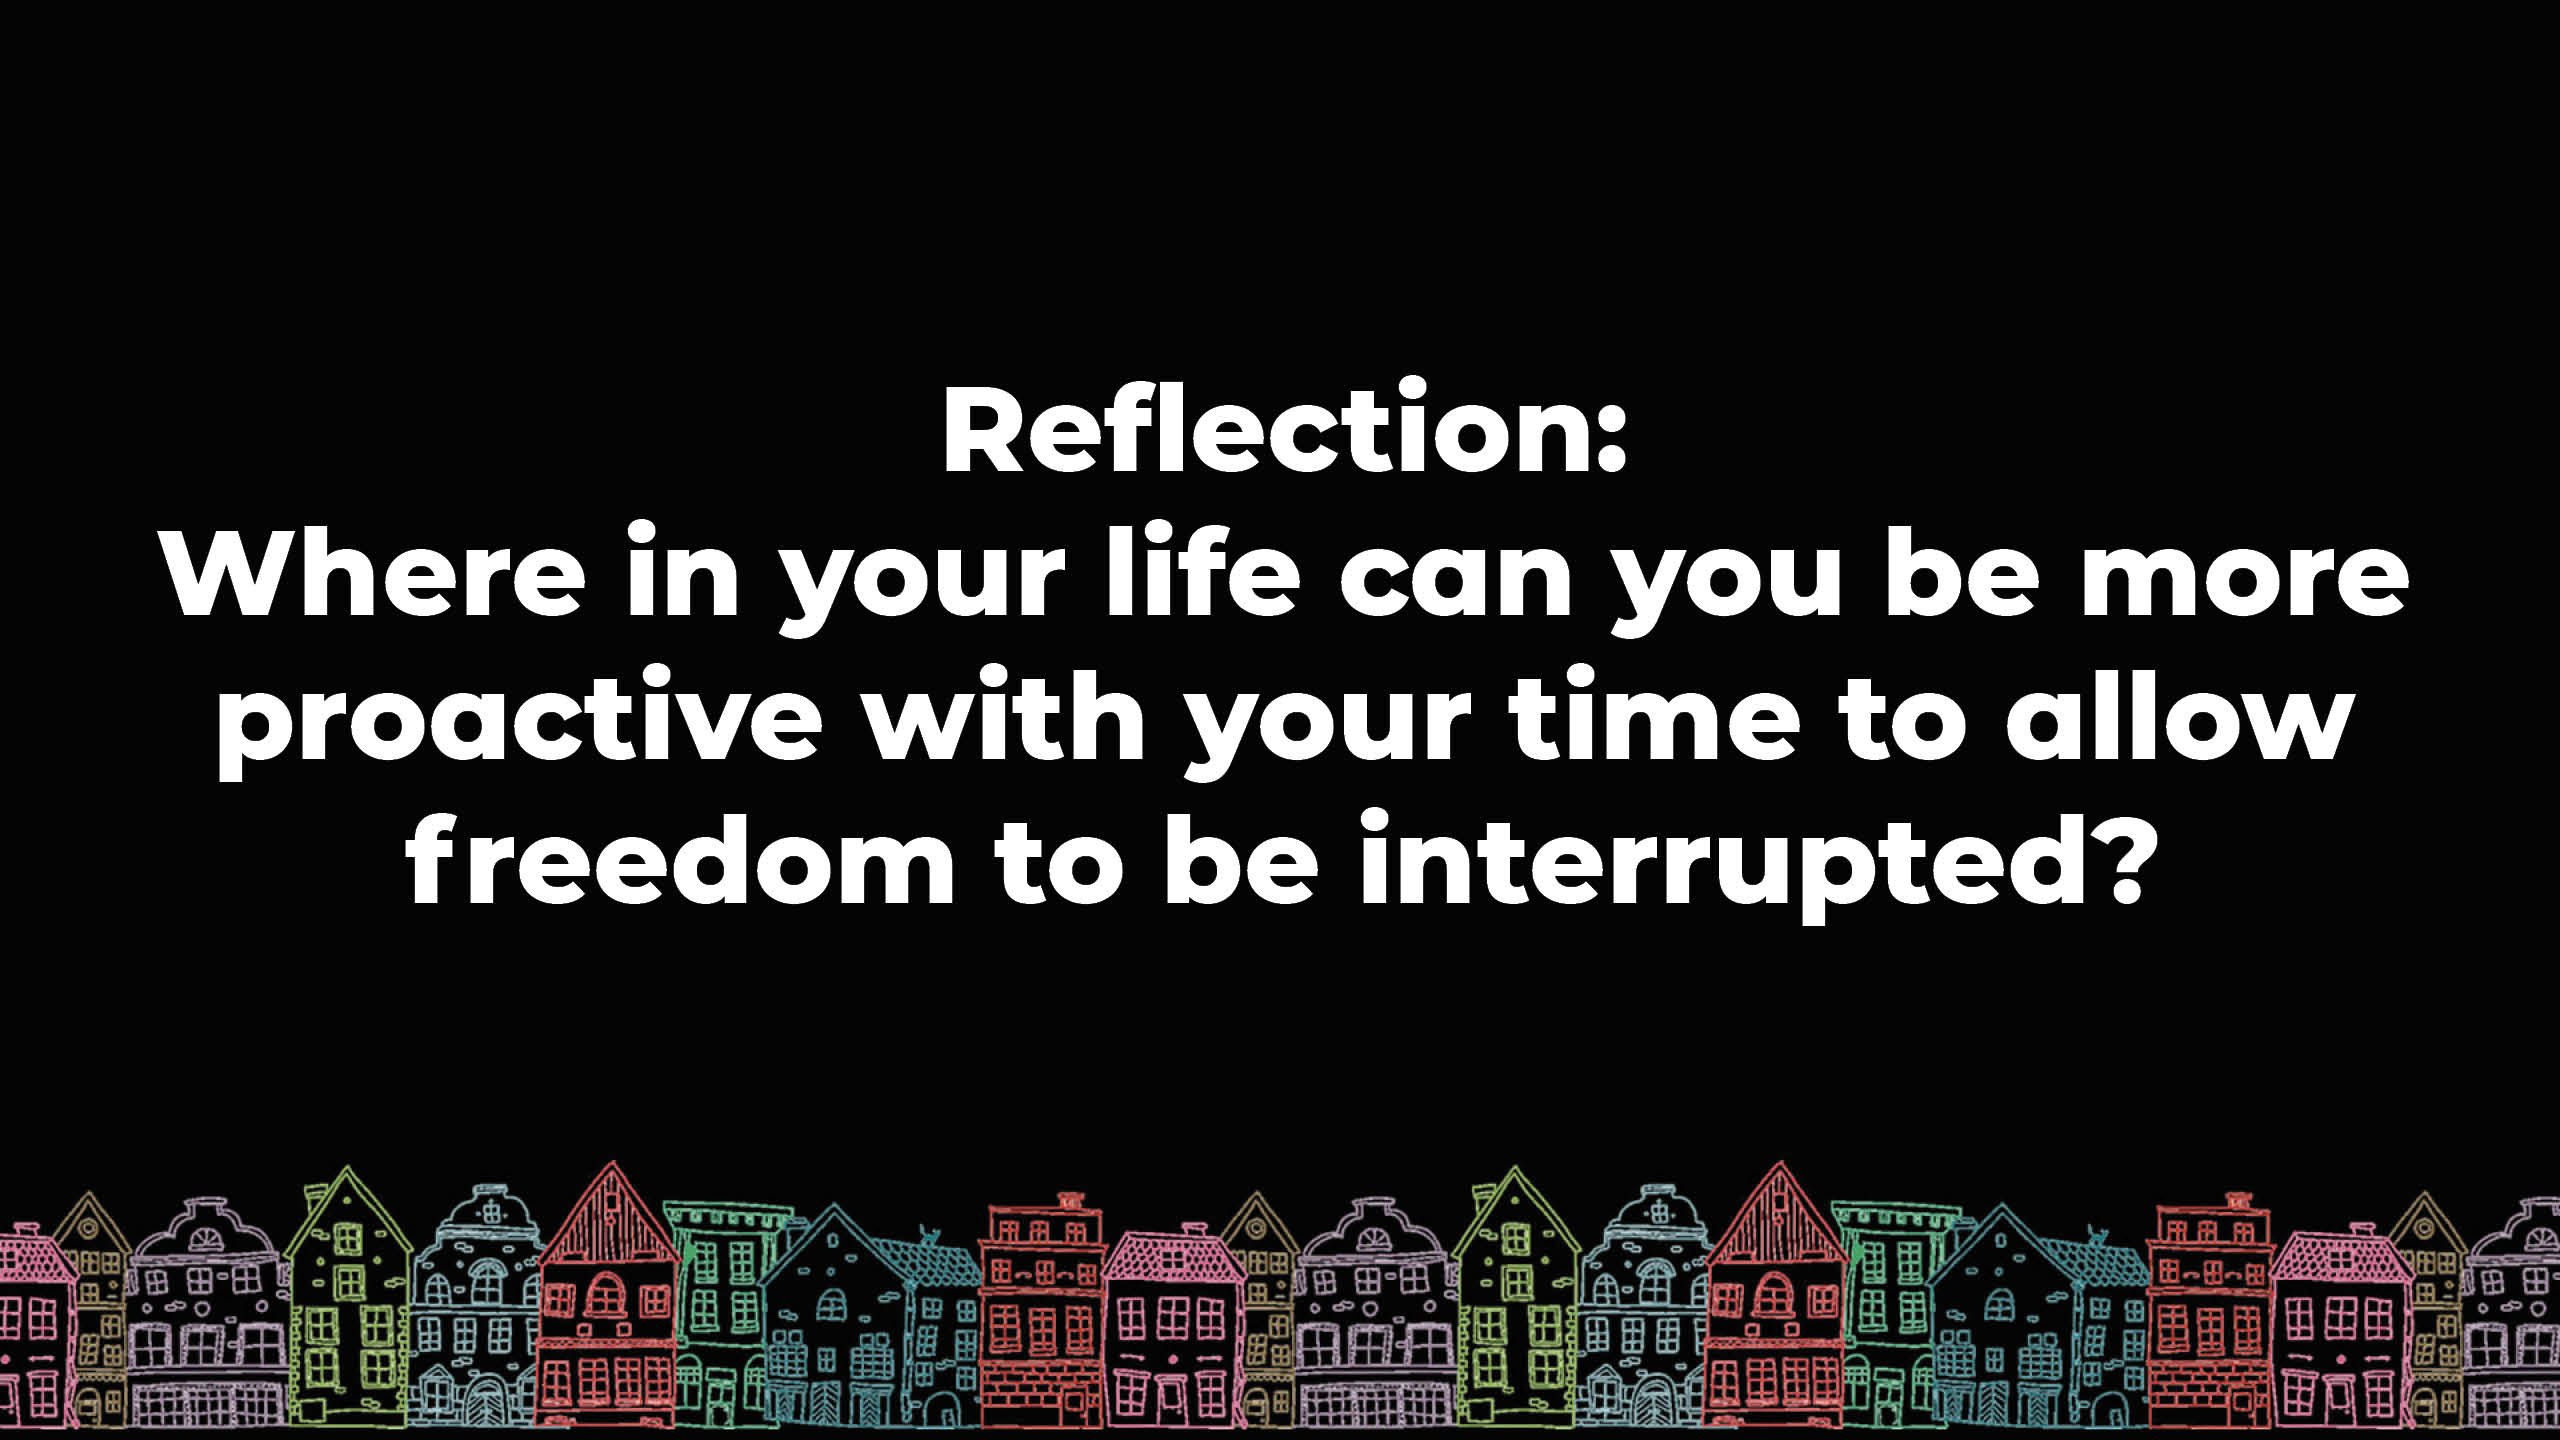 Reflection:
Where in your life can you be more
proactive with your time to allow
freedom to be interrupted?